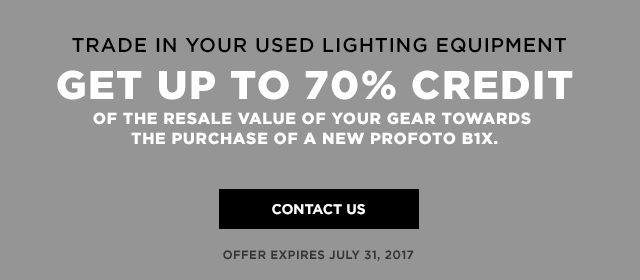 TRADE IN YOUR USED LIGHTING EQUIPMENT
GET UP TO 70% CREDIT
OF THE RESALE VALUE OF YOUR GEAR TOWARDS
THE PURCHASE OF A NEW PROFOTO B1X.
CONTACT US
OFFER EXPIRES JULY 31, 2017